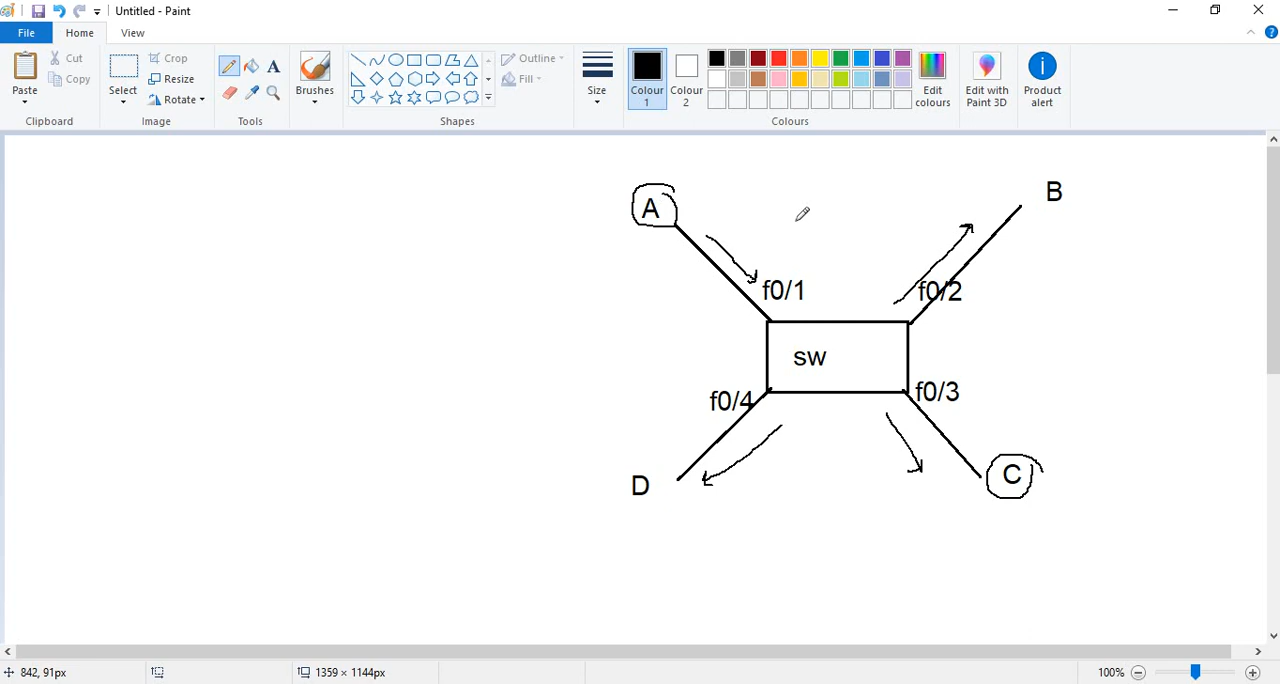 Untitled - Paint
File Home View
Paste
Cut
Copy
Clipboard
Select
Crop
Resize
Rotate
Image
A
Tools
Brushes
Outline
Fill
Shapes
Size
Colour 1
Colour 2
Edit colours
Colours
Edit with Paint 3D
Product alert
A
B
f0/1
f0/2
sw
f0/4
f0/3
D
C
842, 91px
1359 × 1144px
100%